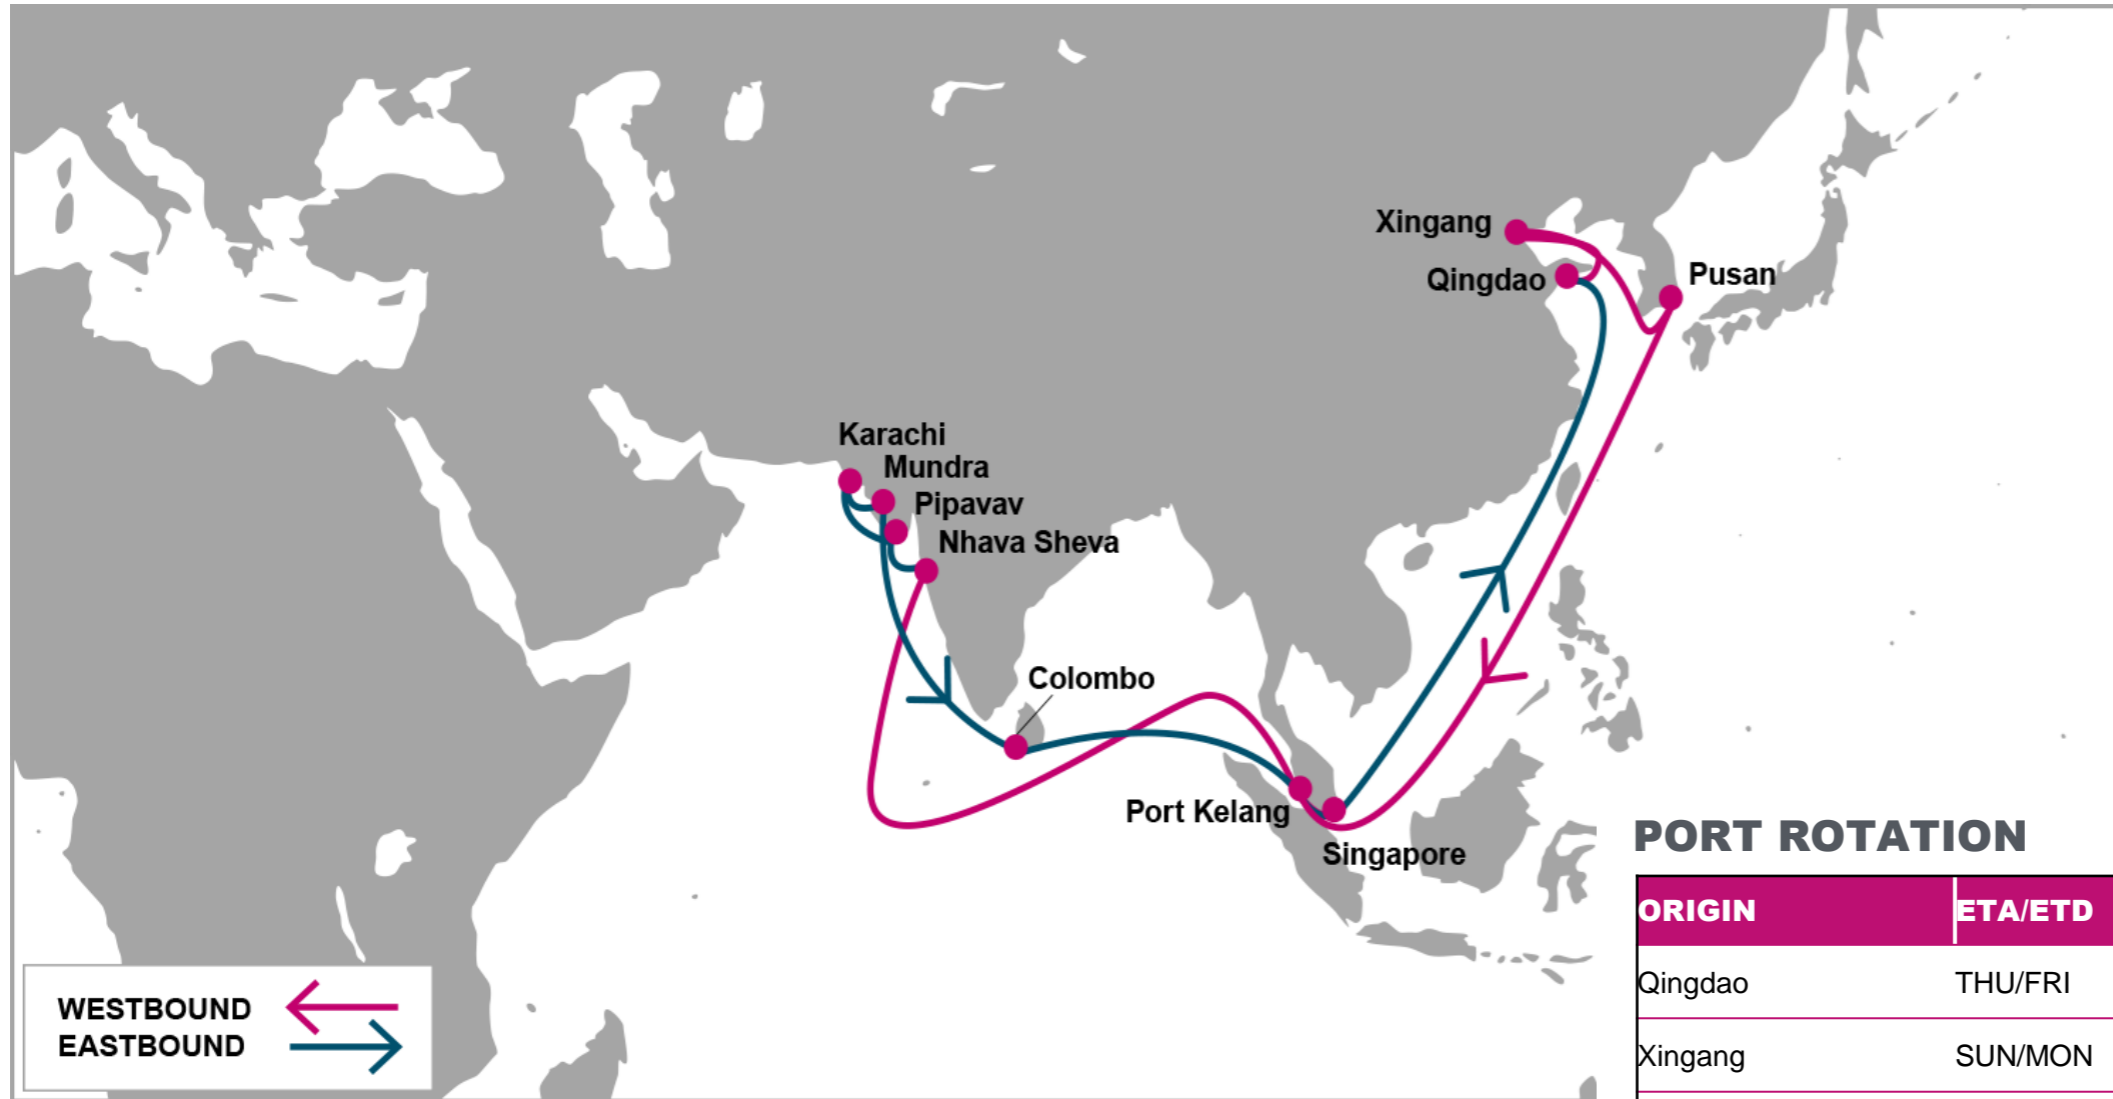 Xingang
Qingdao
Pusan
Karachi
Mundra
Pipavav
Nhava Sheva
Colombo
Port Kelang
Singapore
WESTBOUND
EASTBOUND
PORT ROTATION
ORIGIN ETA/ETD
Qingdao THU/FRI
Xingang SUN/MON